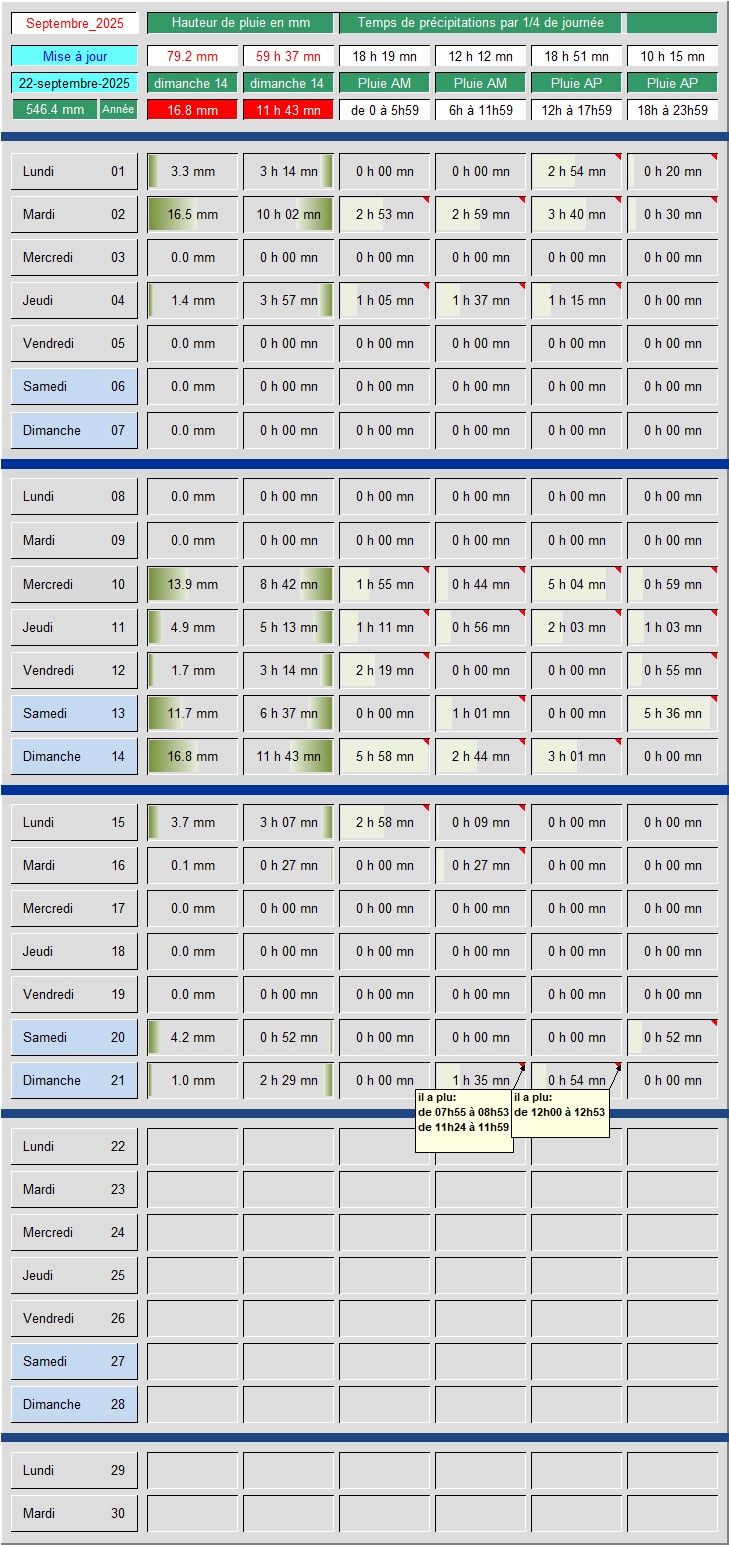 Septembre_2025 Hauteur de pluie en mm Temps de précipitations par 1/4 de journée
Mise à jour 79.2 mm 59 h 37 mn 18 h 19 mn 12 h 12 mn 18 h 51 mn 10 h 15 mn
22-septembre-2025 dimanche 14 dimanche 14 Pluie AM Pluie AM Pluie AP Pluie AP
546.4 mm Année 16.8 mm 11 h 43 mn de 0 à 5h59 6h à 11h59 12h à 17h59 18h à 23h59
Lundi 01 3.3 mm 3 h 14 mn 0 h 00 mn 0 h 00 mn 2 h 54 mn 0 h 20 mn
Mardi 02 16.5 mm 10 h 02 mn 2 h 53 mn 2 h 59 mn 3 h 40 mn 0 h 30 mn
Mercredi 03 0.0 mm 0 h 00 mn 0 h 00 mn 0 h 00 mn 0 h 00 mn 0 h 00 mn
Jeudi 04 1.4 mm 3 h 57 mn 1 h 05 mn 1 h 37 mn 1 h 15 mn 0 h 00 mn
Vendredi 05 0.0 mm 0 h 00 mn 0 h 00 mn 0 h 00 mn 0 h 00 mn 0 h 00 mn
Samedi 06 0.0 mm 0 h 00 mn 0 h 00 mn 0 h 00 mn 0 h 00 mn 0 h 00 mn
Dimanche 07 0.0 mm 0 h 00 mn 0 h 00 mn 0 h 00 mn 0 h 00 mn 0 h 00 mn
Lundi 08 0.0 mm 0 h 00 mn 0 h 00 mn 0 h 00 mn 0 h 00 mn 0 h 00 mn
Mardi 09 0.0 mm 0 h 00 mn 0 h 00 mn 0 h 00 mn 0 h 00 mn 0 h 00 mn
Mercredi 10 13.9 mm 8 h 42 mn 1 h 55 mn 0 h 44 mn 5 h 04 mn 0 h 59 mn
Jeudi 11 4.9 mm 5 h 13 mn 1 h 11 mn 0 h 56 mn 2 h 03 mn 1 h 03 mn
Vendredi 12 1.7 mm 3 h 14 mn 2 h 19 mn 0 h 00 mn 0 h 00 mn 0 h 55 mn
Samedi 13 11.7 mm 6 h 37 mn 0 h 00 mn 1 h 01 mn 0 h 00 mn 5 h 36 mn
Dimanche 14 16.8 mm 11 h 43 mn 5 h 58 mn 2 h 44 mn 3 h 01 mn 0 h 00 mn
Lundi 15 3.7 mm 3 h 07 mn 2 h 58 mn 0 h 09 mn 0 h 00 mn 0 h 00 mn
Mardi 16 0.1 mm 0 h 27 mn 0 h 00 mn 0 h 27 mn 0 h 00 mn 0 h 00 mn
Mercredi 17 0.0 mm 0 h 00 mn 0 h 00 mn 0 h 00 mn 0 h 00 mn 0 h 00 mn
Jeudi 18 0.0 mm 0 h 00 mn 0 h 00 mn 0 h 00 mn 0 h 00 mn 0 h 00 mn
Vendredi 19 0.0 mm 0 h 00 mn 0 h 00 mn 0 h 00 mn 0 h 00 mn 0 h 00 mn
Samedi 20 4.2 mm 0 h 52 mn 0 h 00 mn 0 h 00 mn 0 h 00 mn 0 h 52 mn
Dimanche 21 1.0 mm 2 h 29 mn 0 h 00 mn 1 h 35 mn 0 h 54 mn 0 h 00 mn
il a plu: il a plu:
de 07h55 à 08h53 de 12h00 à 12h53
de 11h24 à 11h59
Lundi 22
Mardi 23
Mercredi 24
Jeudi 25
Vendredi 26
Samedi 27
Dimanche 28
Lundi 29
Mardi 30